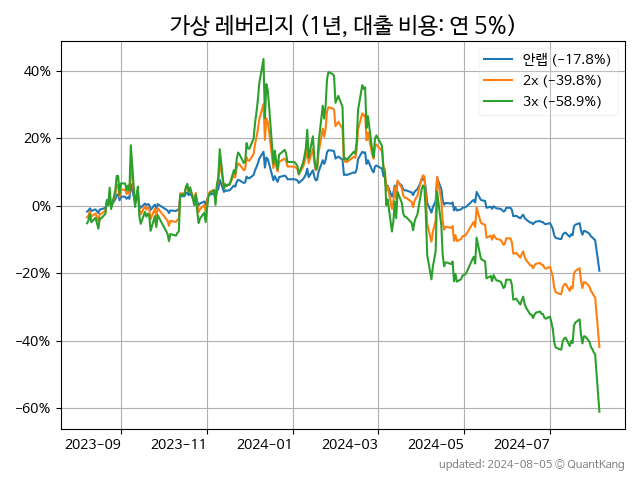 가상 레버리지 (1년, 대출 비용: 연 5%)
안랩 (−17.8%)
2x (−39.8%)
3x (−58.9%)
40%
20%
0%
−20%
−40%
−60%
2023-09 2023-11 2024-01 2024-03 2024-05 2024-07
updated: 2024-08-05 © QuantKang